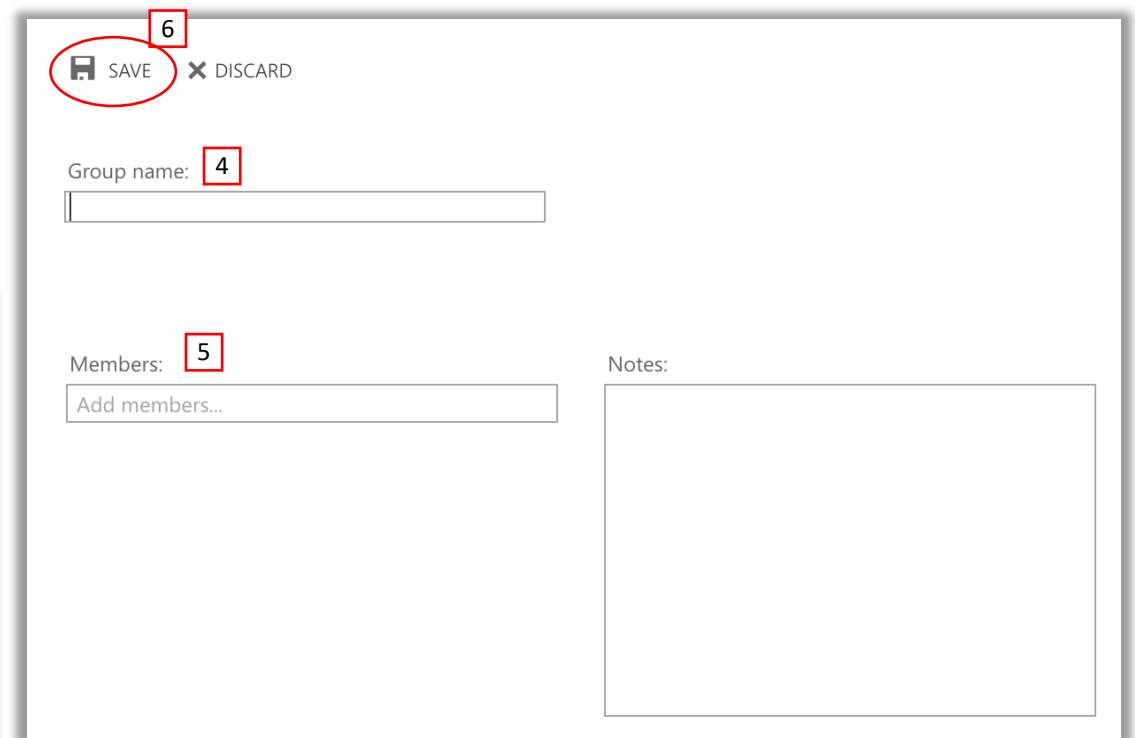 6
SAVE DISCARD
Group name: 4
Members: 5 Notes:
Add members...